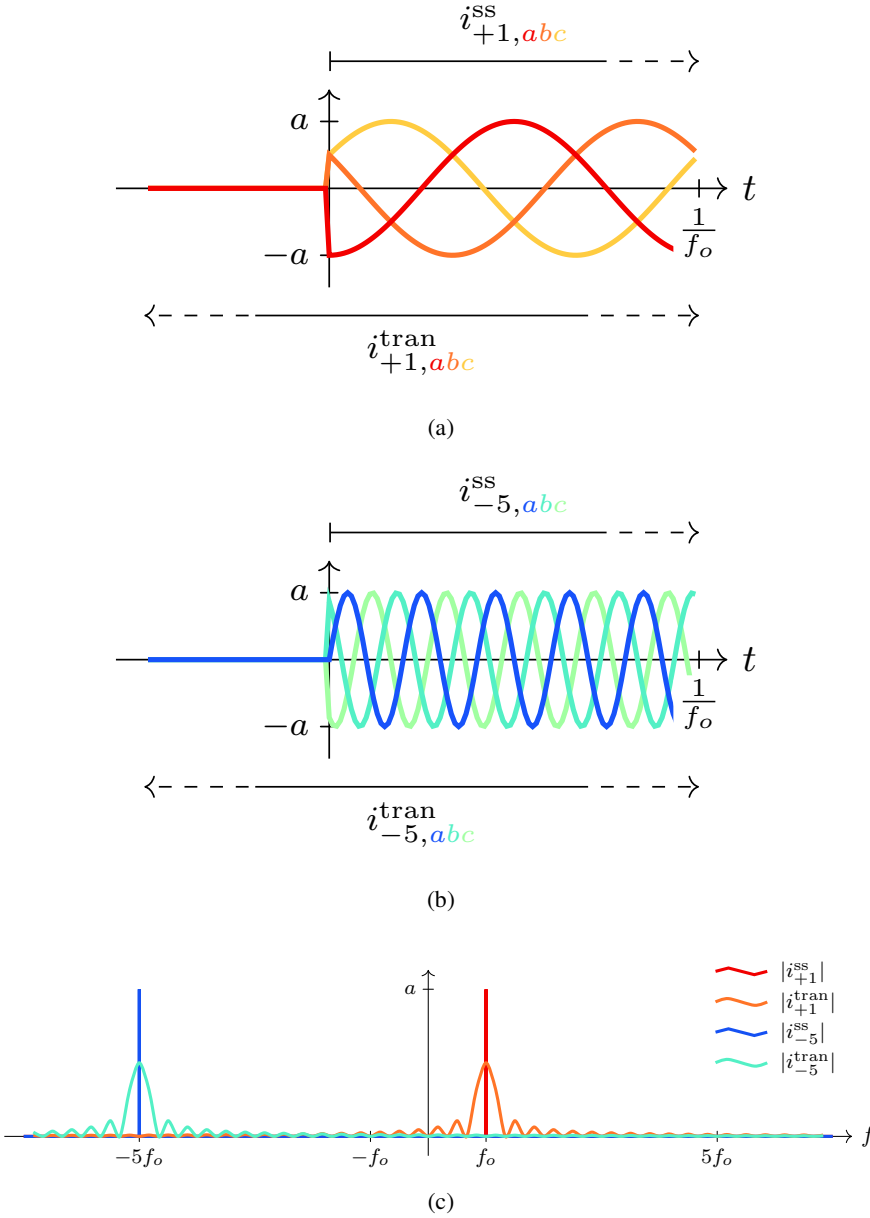 i^ss_+1,abc
a
t
−a
1/f_o
i^tran_+1,abc
(a)
i^ss_−5,abc
a
t
−a
1/f_o
i^tran_−5,abc
(b)
|i^ss_+1|
a
|i^tran_+1|
|i^ss_−5|
|i^tran_−5|
f
−5f_o −f_o f_o 5f_o
(c)